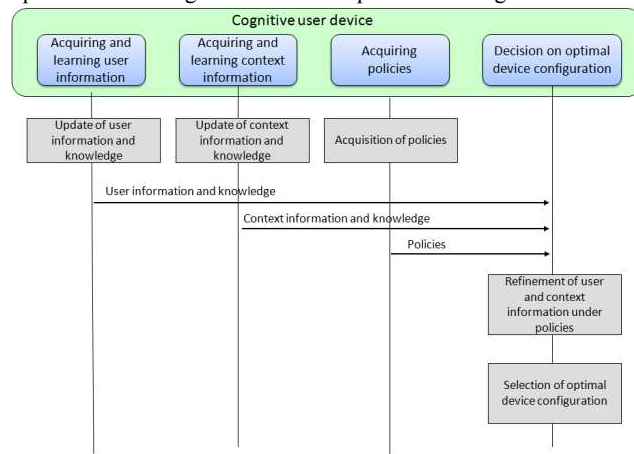 Cognitive user device
Acquiring and
learning user
information
Acquiring and
learning context
information
Acquiring
policies
Decision on optimal
device configuration
Update of user
information and
knowledge
Update of context
information and
knowledge
Acquisition of policies
User information and knowledge
Context information and knowledge
Policies
Refinement of user
and context
information under
policies
Selection of optimal
device configuration